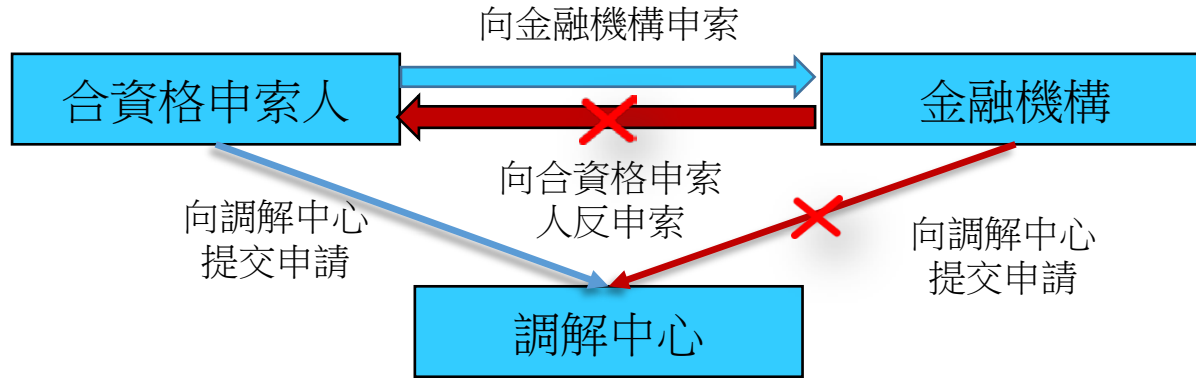 向金融機構申索
合資格申索人
金融機構
向合資格申索
人反申索
向調解中心
提交申請
向調解中心
提交申請
調解中心